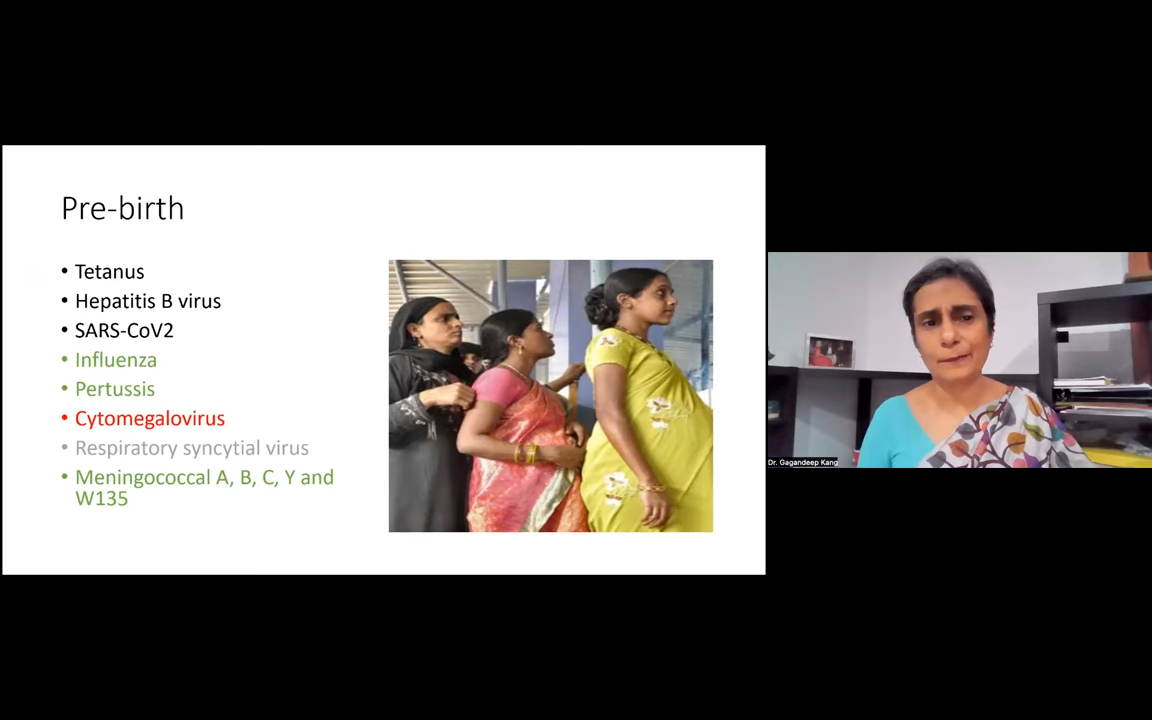 Pre-birth
• Tetanus
• Hepatitis B virus
• SARS-CoV2
• Influenza
• Pertussis
• Cytomegalovirus
• Respiratory syncytial virus
• Meningococcal A, B, C, Y and
W135
Dr. Gagandeep Kang